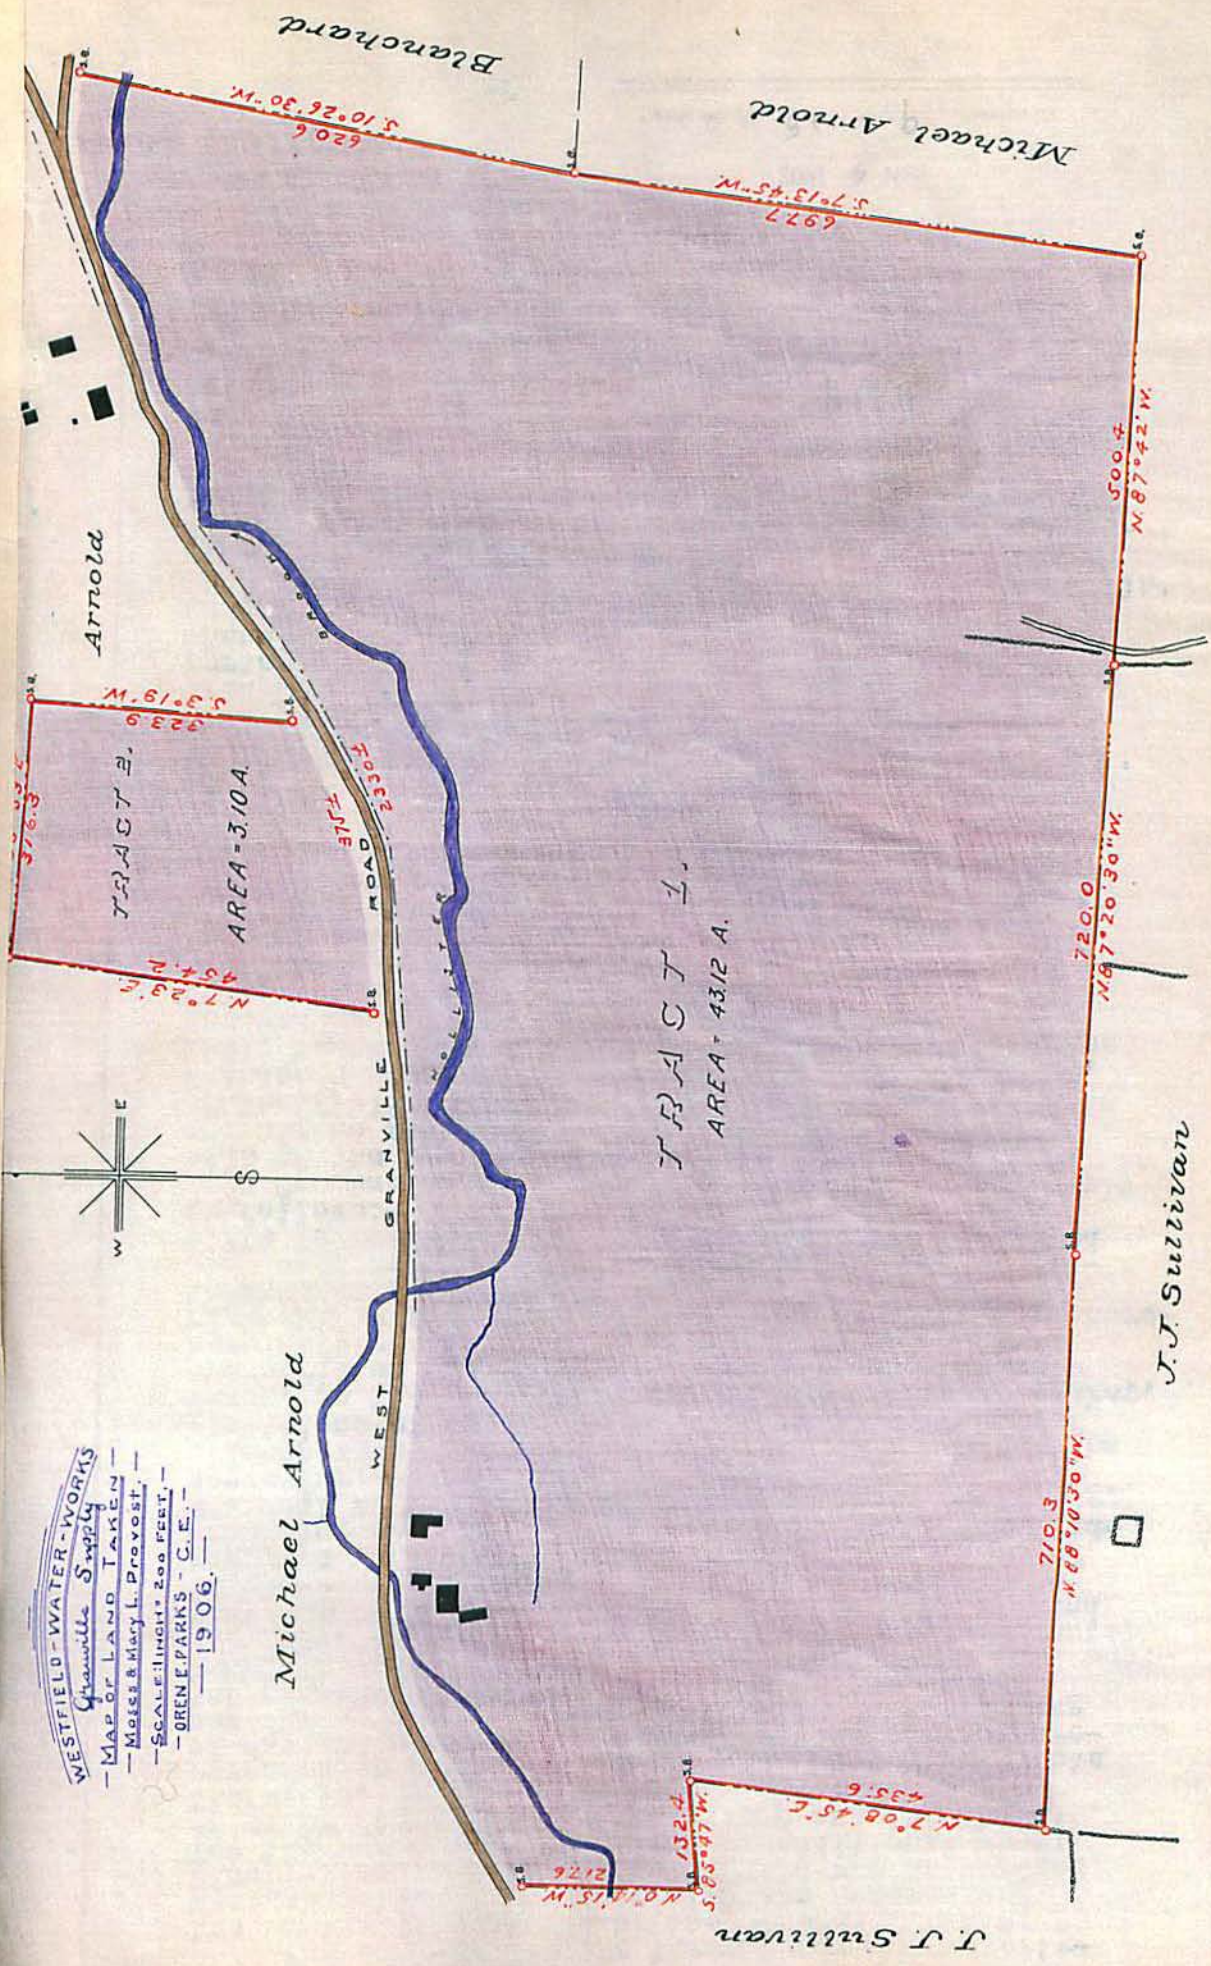 WESTFIELD-WATER-WORKS
Granville Supply
- MAP OF LAND TAKEN -
- Moses & Mary L. Provost. -
- SCALE: 1 INCH = 200 FEET. -
- OREN E. PARKS - C. E. -
- 1906. -
W
E
S
Michael Arnold
Arnold
Blanchard
Michael Arnold
J. J. Sullivan
J. J. Sullivan
WEST GRANVILLE ROAD
BROOK
TRACT 2.
AREA = 3.10 A.
TRACT 1.
AREA = 43.12 A.
316.3
S. 3° 19' W.
323.9
N. 7° 23' E.
454.2
375±
2330±
S. 10° 26' 30" W.
620.6
S. 7° 13' 45" W.
697.7
500.4
N. 87° 42' W.
720.0
N. 87° 20' 30" W.
710.3
N. 88° 10' 30" W.
N. 7° 08' 45" E.
435.6
132.4
S. 85° 47' W.
217.6
S.B.
S.B.
S.B.
S.B.
S.B.
S.B.
S.B.
S.B.
S.B.
S.B.
S.B.